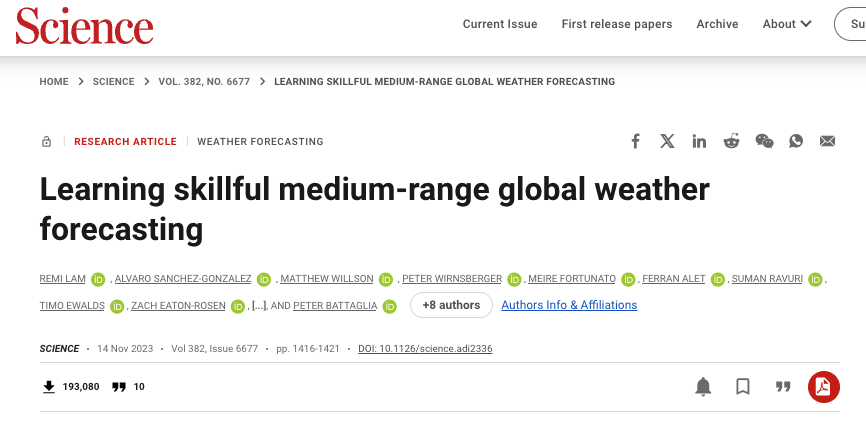 Science
Current Issue First release papers Archive About Su
HOME > SCIENCE > VOL. 382, NO. 6677 > LEARNING SKILLFUL MEDIUM-RANGE GLOBAL WEATHER FORECASTING
RESEARCH ARTICLE | WEATHER FORECASTING
Learning skillful medium-range global weather
forecasting
REMI LAM iD, ALVARO SANCHEZ-GONZALEZ iD, MATTHEW WILLSON iD, PETER WIRNSBERGER iD, MEIRE FORTUNATO iD, FERRAN ALET iD, SUMAN RAVURI iD,
TIMO EWALDS iD, ZACH EATON-ROSEN iD, [...], AND PETER BATTAGLIA iD +8 authors Authors Info & Affiliations
SCIENCE · 14 Nov 2023 · Vol 382, Issue 6677 · pp. 1416-1421 · DOI: 10.1126/science.adi2336
193,080 10